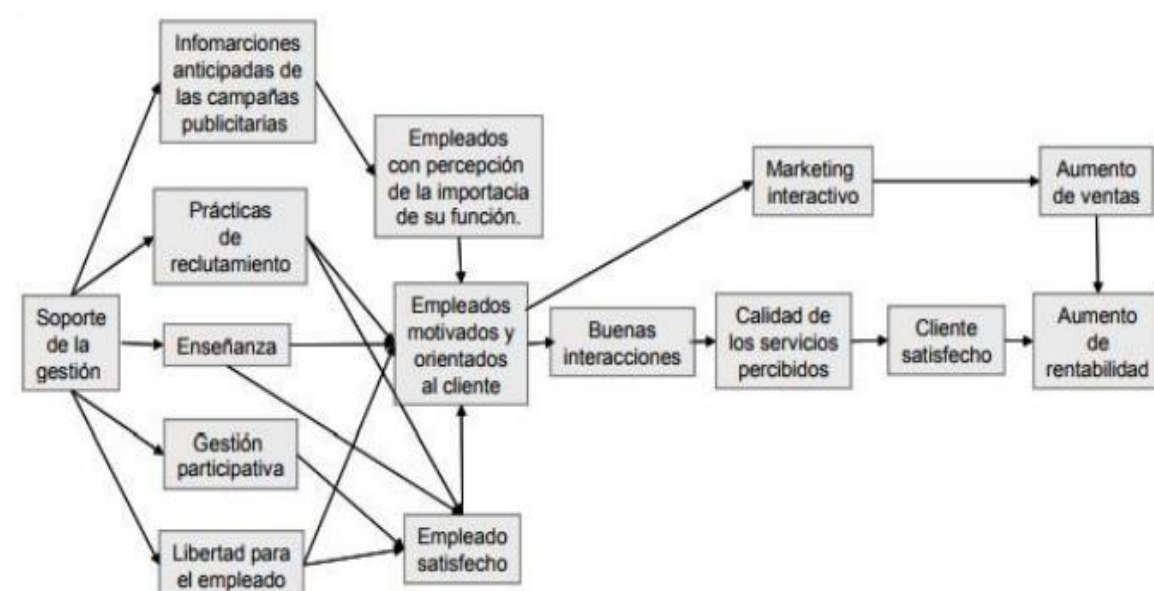 Infomarciones
anticipadas de
las campañas
publicitarias
Empleados
con percepción
de la importacia
de su función.
Marketing
interactivo
Aumento
de ventas
Prácticas
de
reclutamiento
Soporte
de la
gestión
Enseñanza
Empleados
motivados y
orientados
al cliente
Buenas
interacciones
Calidad de
los servicios
percibidos
Cliente
satisfecho
Aumento
de
rentabilidad
Gestión
participativa
Libertad para
el empleado
Empleado
satisfecho